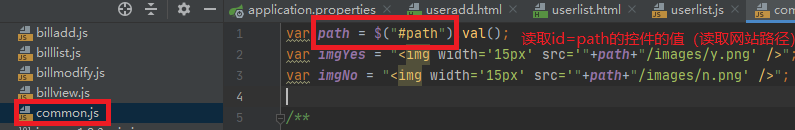 application.properties
useradd.html
userlist.html
userlist.js
billadd.js
billlist.js
billmodify.js
billview.js
common.js
1 var path = $("#path").val(); 读取id=path的控件的值（读取网站路径）
2 var imgYes = "<img width='15px' src='"+path+"/images/y.png' />";
3 var imgNo = "<img width='15px' src='"+path+"/images/n.png' />";
4
5 /**